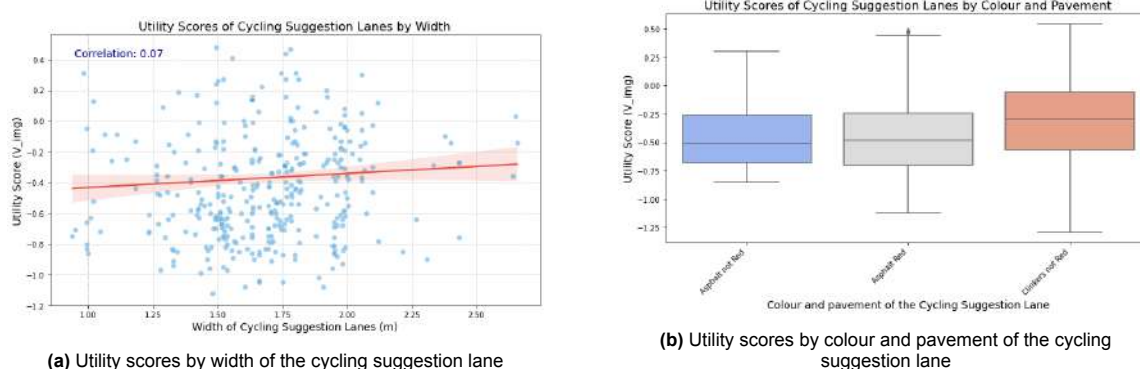 Utility Scores of Cycling Suggestion Lanes by Width
Correlation: 0.07
Utility Score (V_img)
0.4
0.2
0.0
−0.2
−0.4
−0.6
−0.8
−1.0
−1.2
1.00
1.25
1.50
1.75
2.00
2.25
2.50
Width of Cycling Suggestion Lanes (m)
(a) Utility scores by width of the cycling suggestion lane
Utility Scores of Cycling Suggestion Lanes by Colour and Pavement
Utility Score (V_img)
0.50
0.25
0.00
−0.25
−0.50
−0.75
−1.00
−1.25
Asphalt not Red
Asphalt Red
Clinkers not Red
Colour and pavement of the Cycling Suggestion Lane
(b) Utility scores by colour and pavement of the cycling
suggestion lane